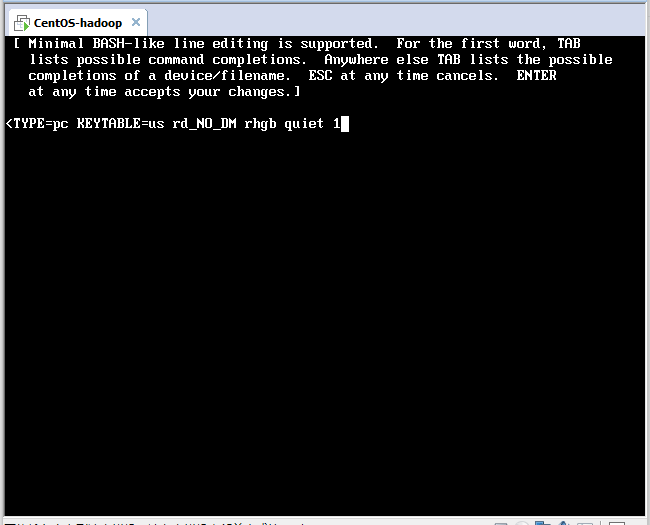 CentOS-hadoop
[ Minimal BASH-like line editing is supported.  For the first word, TAB
lists possible command completions.  Anywhere else TAB lists the possible
completions of a device/filename.  ESC at any time cancels.  ENTER
at any time accepts your changes.]
<TYPE=pc KEYTABLE=us rd_NO_DM rhgb quiet 1